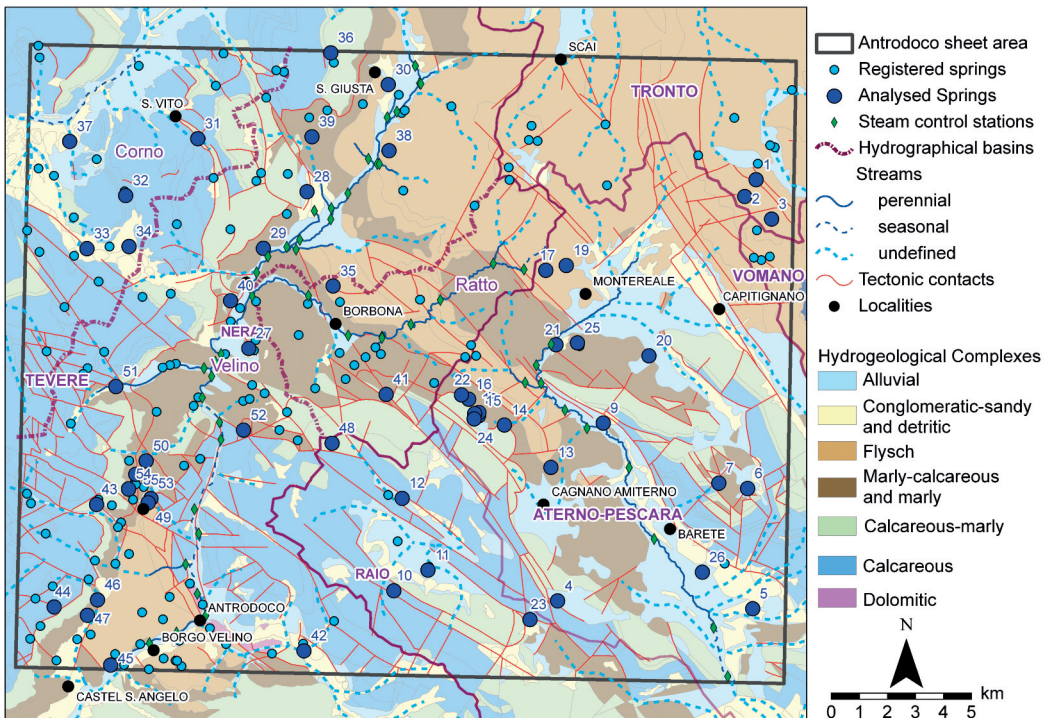 36
SCAI
30
S. GIUSTA
TRONTO
S. VITO
37
31
39
38
Corno
1
32
28
2
3
33
34
29
17
19
VOMANO
35
Ratto
MONTEREALE
CAPITIGNANO
40
BORBONA
NERA
27
21
25
20
Velino
TEVERE
51
41
22
16
15
14
9
52
24
48
50
13
7
6
54
55
53
43
12
CAGNANO AMITERNO
49
ATERNO-PESCARA
BARETE
11
26
RAIO
10
46
44
4
5
47
ANTRODOCO
23
BORGO VELINO
42
45
CASTEL S. ANGELO
Antrodoco sheet area
Registered springs
Analysed Springs
Steam control stations
Hydrographical basins
Streams
perennial
seasonal
undefined
Tectonic contacts
Localities
Hydrogeological Complexes
Alluvial
Conglomeratic-sandy
and detritic
Flysch
Marly-calcareous
and marly
Calcareous-marly
Calcareous
Dolomitic
N
km
0 1 2 3 4 5